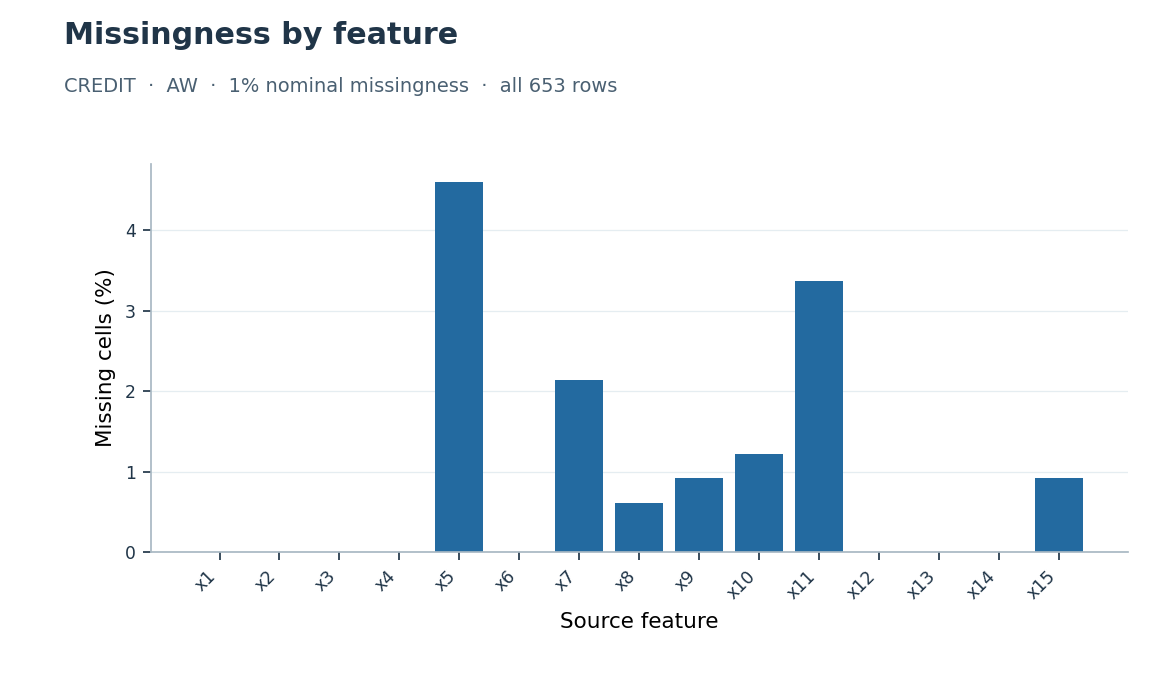 Missingness by feature
CREDIT · AW · 1% nominal missingness · all 653 rows
Missing cells (%)
4
3
2
1
0
x1 x2 x3 x4 x5 x6 x7 x8 x9 x10 x11 x12 x13 x14 x15
Source feature